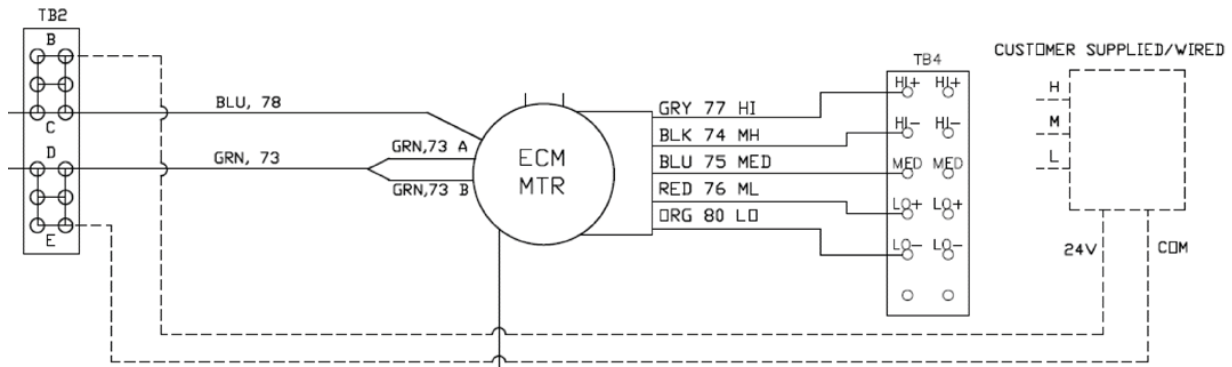 TB2
B
C
D
E
BLU, 78
GRN, 73
GRN,73 A
GRN,73 B
ECM
MTR
GRY 77 HI
BLK 74 MH
BLU 75 MED
RED 76 ML
ORG 80 LO
TB4
HI+ HI+
HI- HI-
MED MED
LO+ LO+
LO- LO-
CUSTOMER SUPPLIED/WIRED
H
M
L
24V
COM